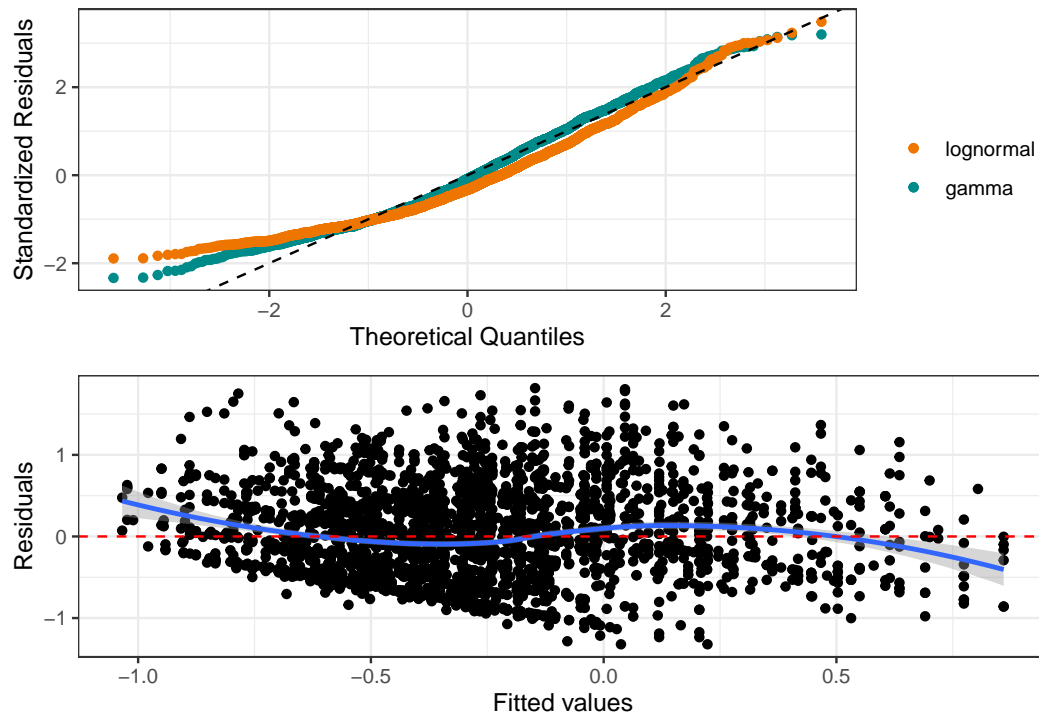 Standardized Residuals
2
0
−2
−2
0
2
Theoretical Quantiles
lognormal
gamma
Residuals
1
0
−1
−1.0
−0.5
0.0
0.5
Fitted values